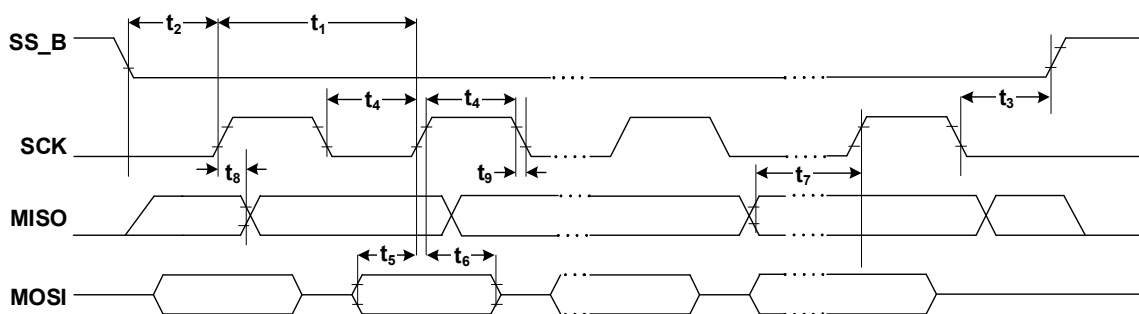 t₂
t₁
SS_B
t₄
t₄
t₃
SCK
t₈
t₉
t₇
MISO
t₅
t₆
MOSI